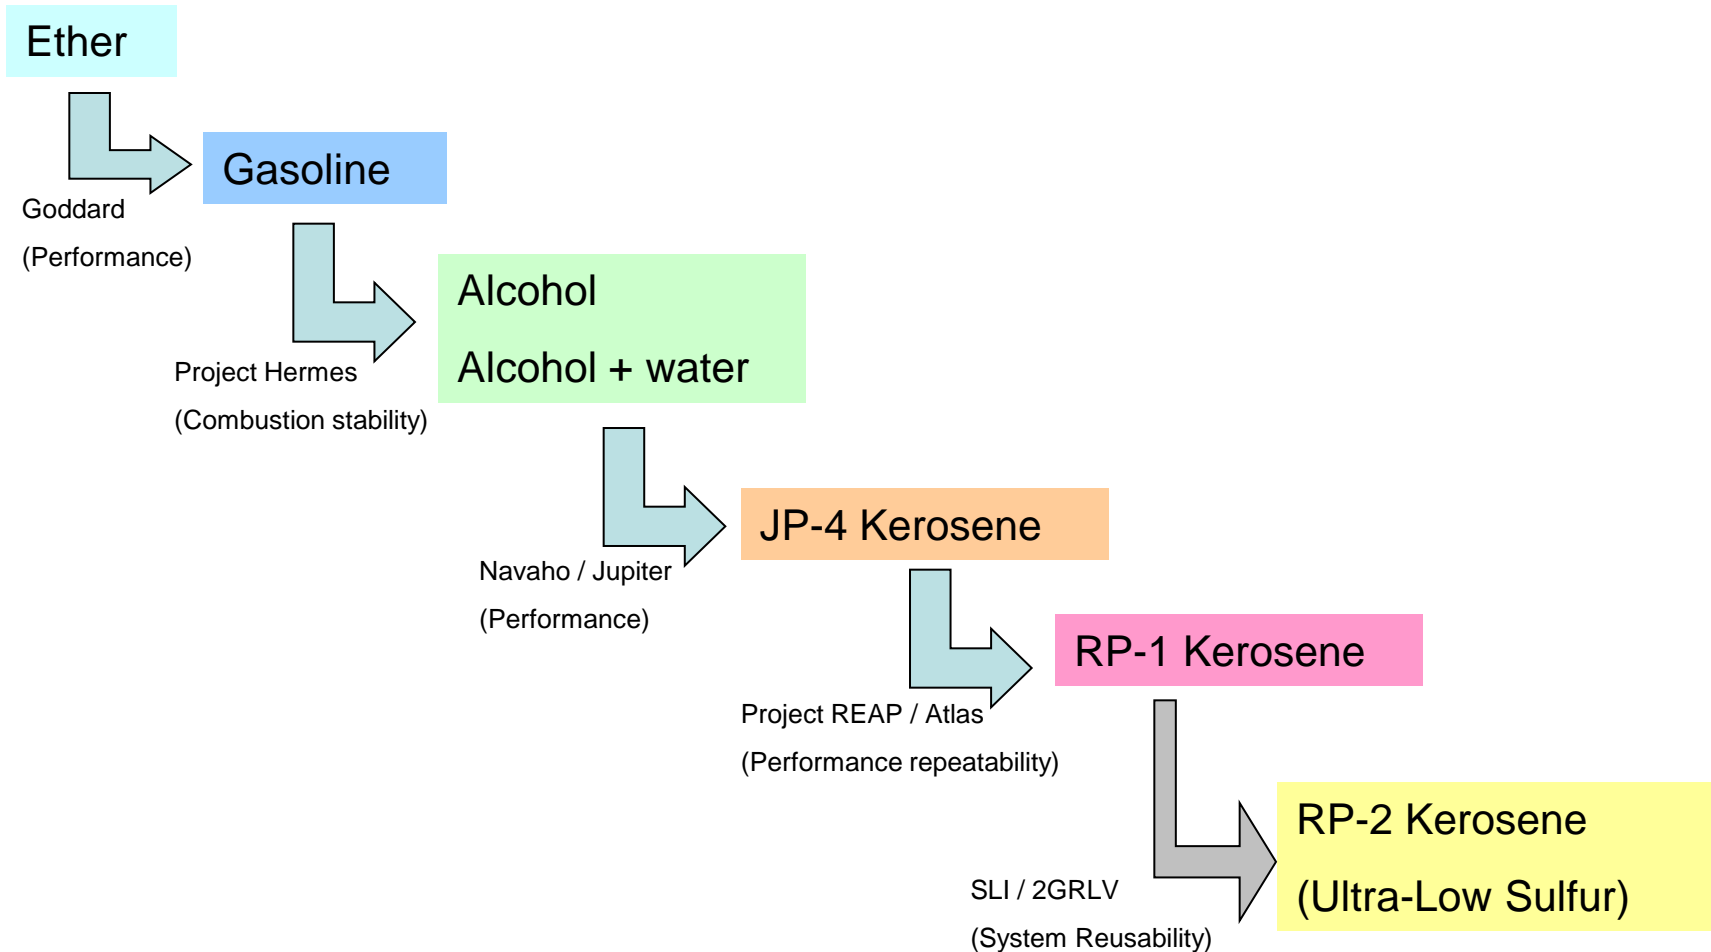 Ether
Goddard
(Performance)
Gasoline
Project Hermes
(Combustion stability)
Alcohol
Alcohol + water
Navaho / Jupiter
(Performance)
JP-4 Kerosene
Project REAP / Atlas
(Performance repeatability)
RP-1 Kerosene
SLI / 2GRLV
(System Reusability)
RP-2 Kerosene
(Ultra-Low Sulfur)